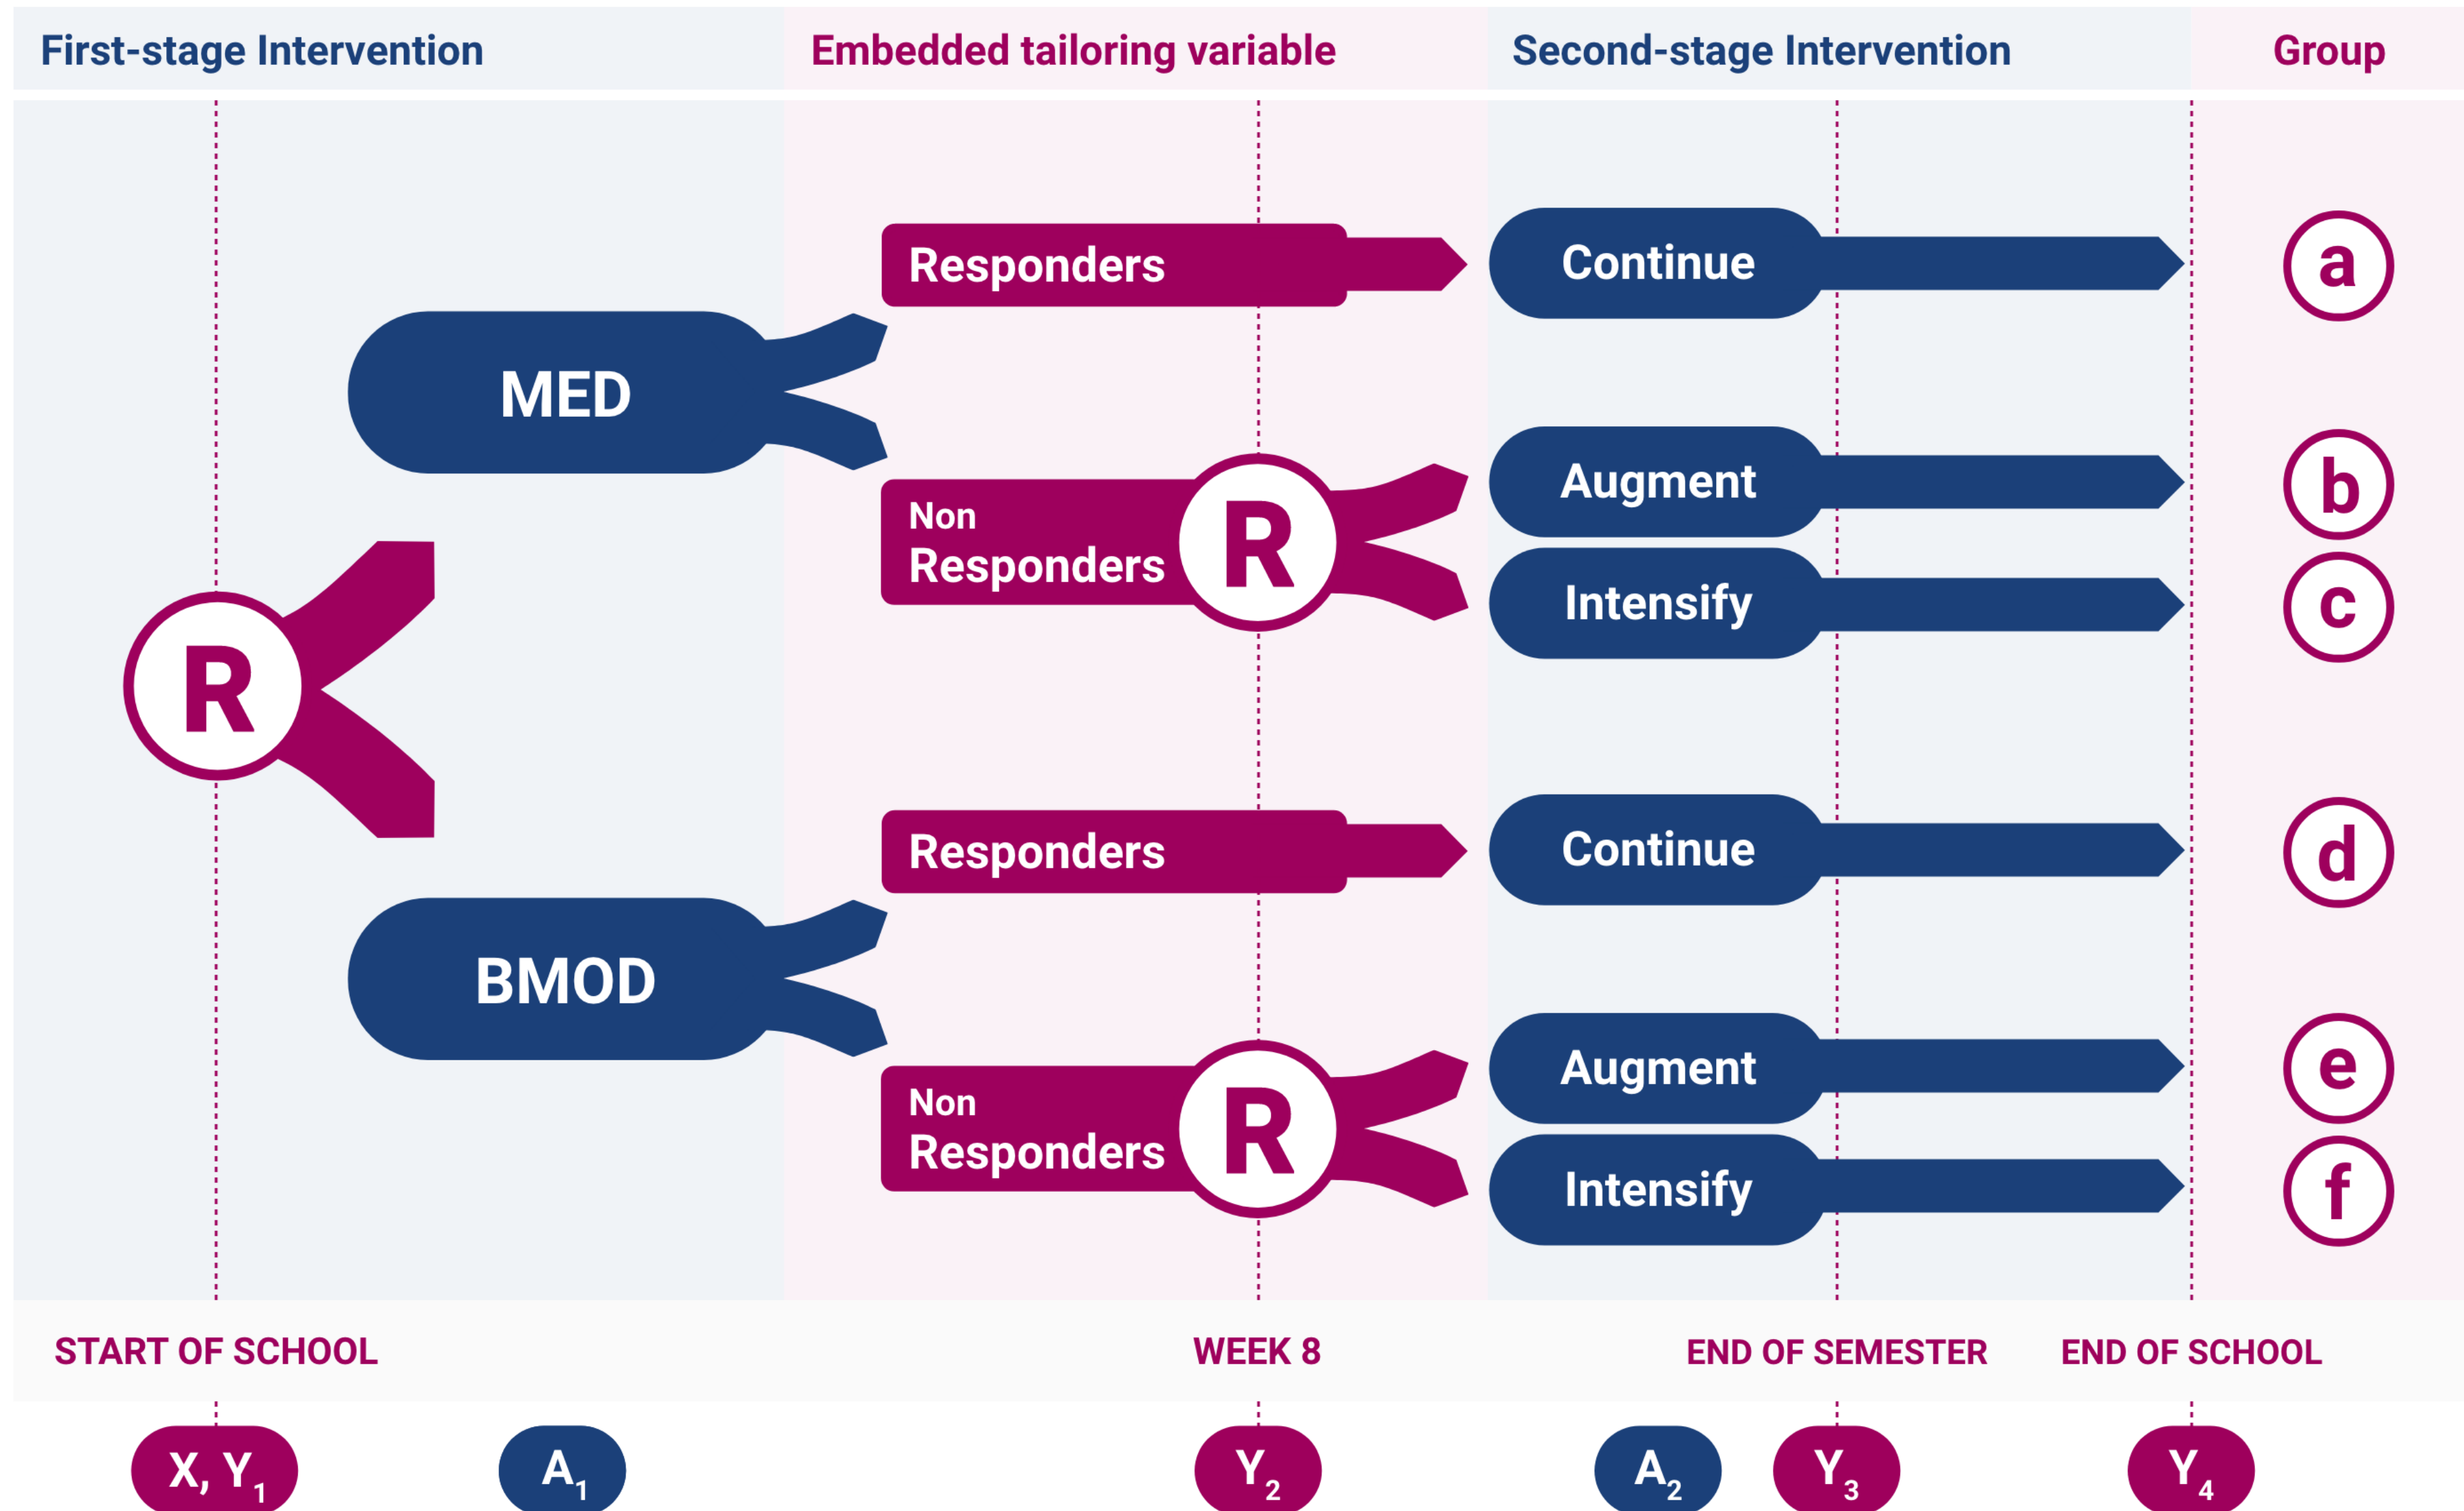 First-stage Intervention
Embedded tailoring variable
Second-stage Intervention
Group
Responders
Continue
a
MED
Augment
b
Non
Responders
R
Intensify
c
R
Responders
Continue
d
BMOD
Augment
e
Non
Responders
R
Intensify
f
START OF SCHOOL
WEEK 8
END OF SEMESTER
END OF SCHOOL
X, Y₁
A₁
Y₂
A₂
Y₃
Y₄